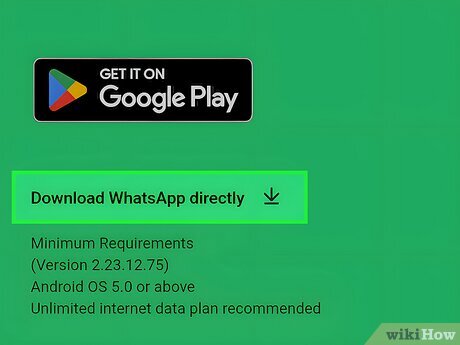 GET IT ON
Google Play
Download WhatsApp directly
Minimum Requirements
(Version 2.23.12.75)
Android OS 5.0 or above
Unlimited internet data plan recommended
wikiHow